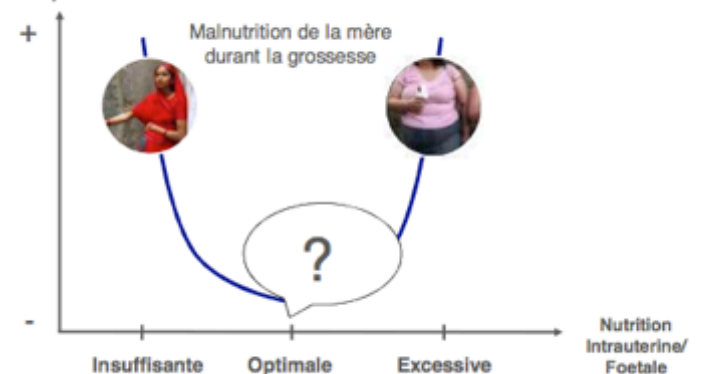 +
Malnutrition de la mère
durant la grossesse
?
-
Insuffisante
Optimale
Excessive
Nutrition
Intrauterine/
Foetale